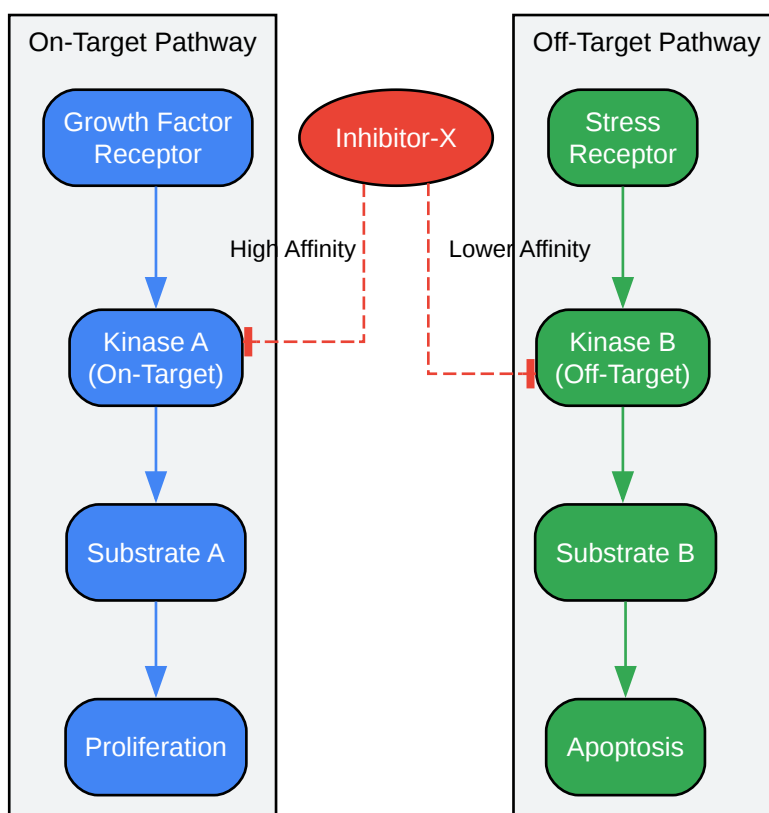 On-Target Pathway
Off-Target Pathway
Growth Factor
Receptor
Inhibitor-X
Stress
Receptor
High Affinity
Lower Affinity
Kinase A
(On-Target)
Kinase B
(Off-Target)
Substrate A
Substrate B
Proliferation
Apoptosis